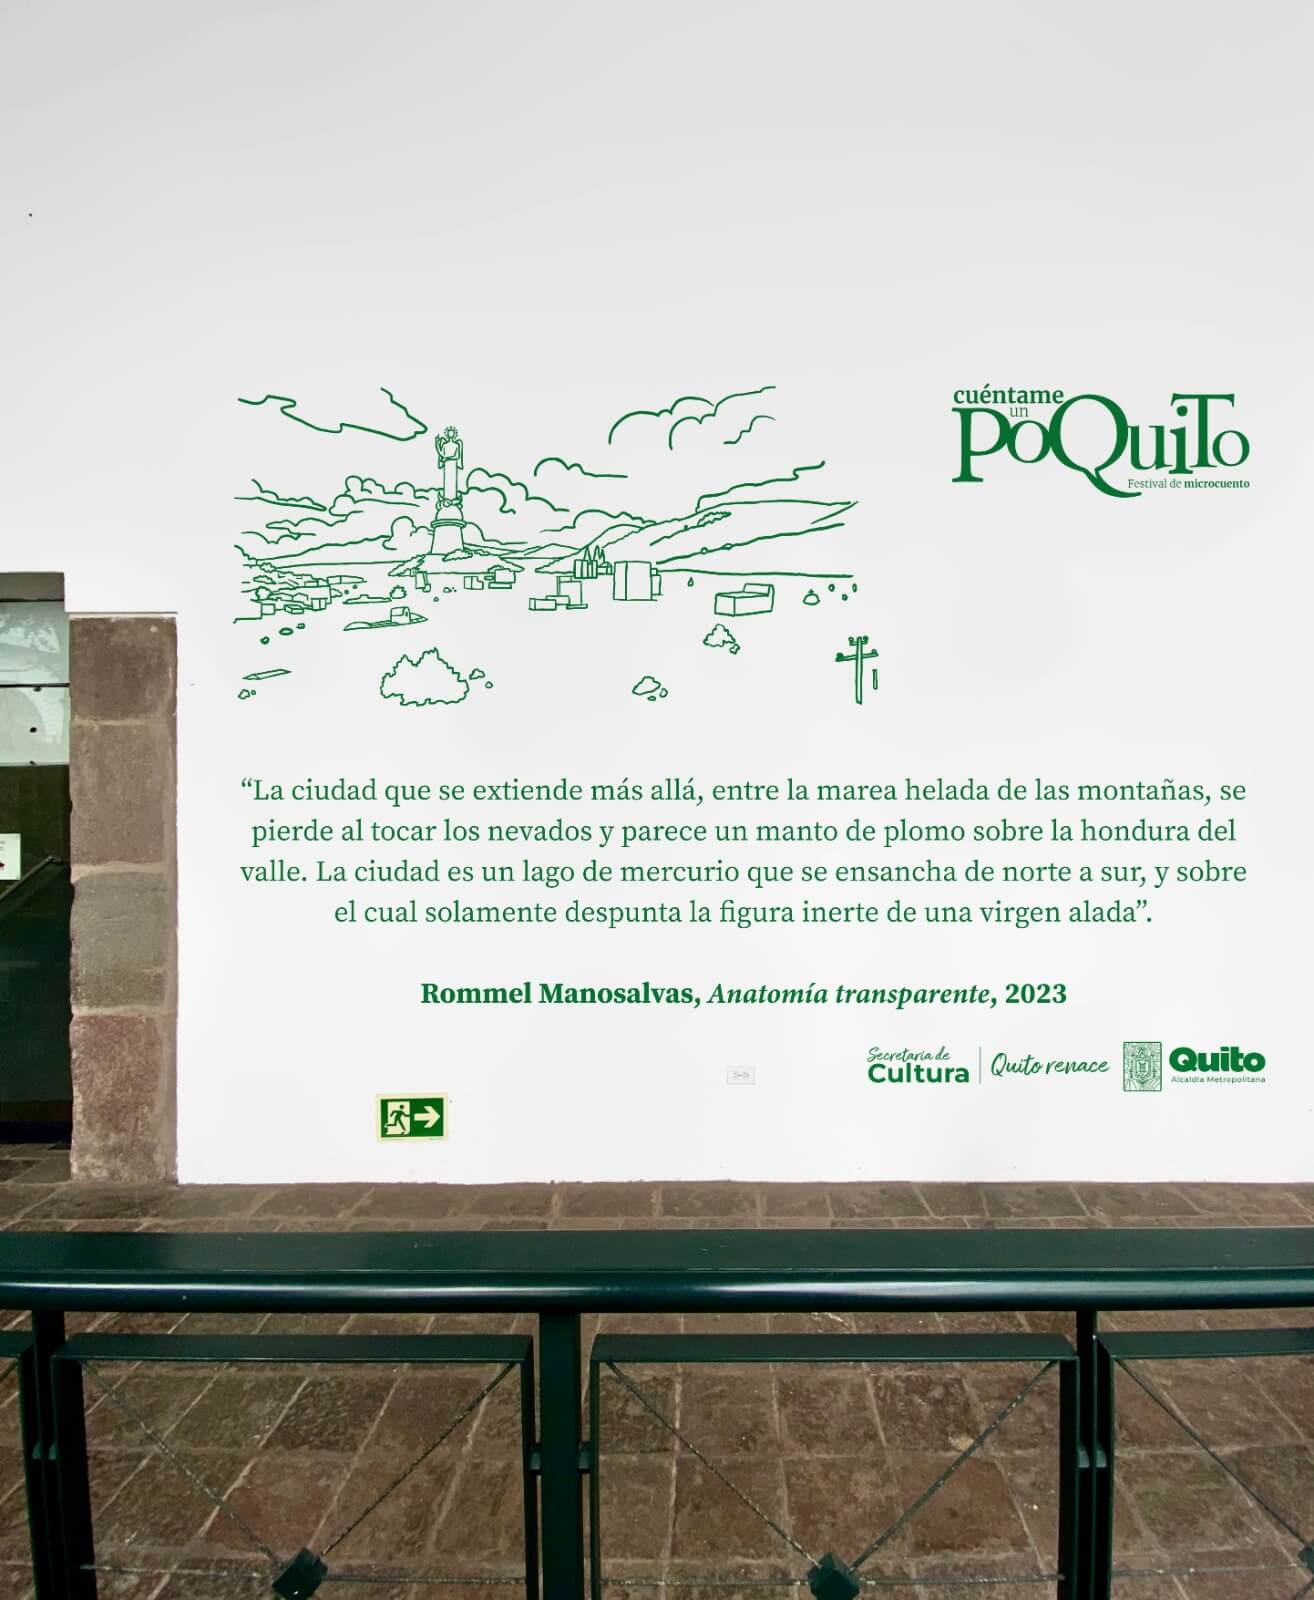 cuéntame
un
PoQuiTo
Festival de microcuento
“La ciudad que se extiende más allá, entre la marea helada de las montañas, se
pierde al tocar los nevados y parece un manto de plomo sobre la hondura del
valle. La ciudad es un lago de mercurio que se ensancha de norte a sur, y sobre
el cual solamente despunta la figura inerte de una virgen alada”.
Rommel Manosalvas, Anatomía transparente, 2023
Secretaría de
Cultura
Quito renace
Quito
Alcaldía Metropolitana